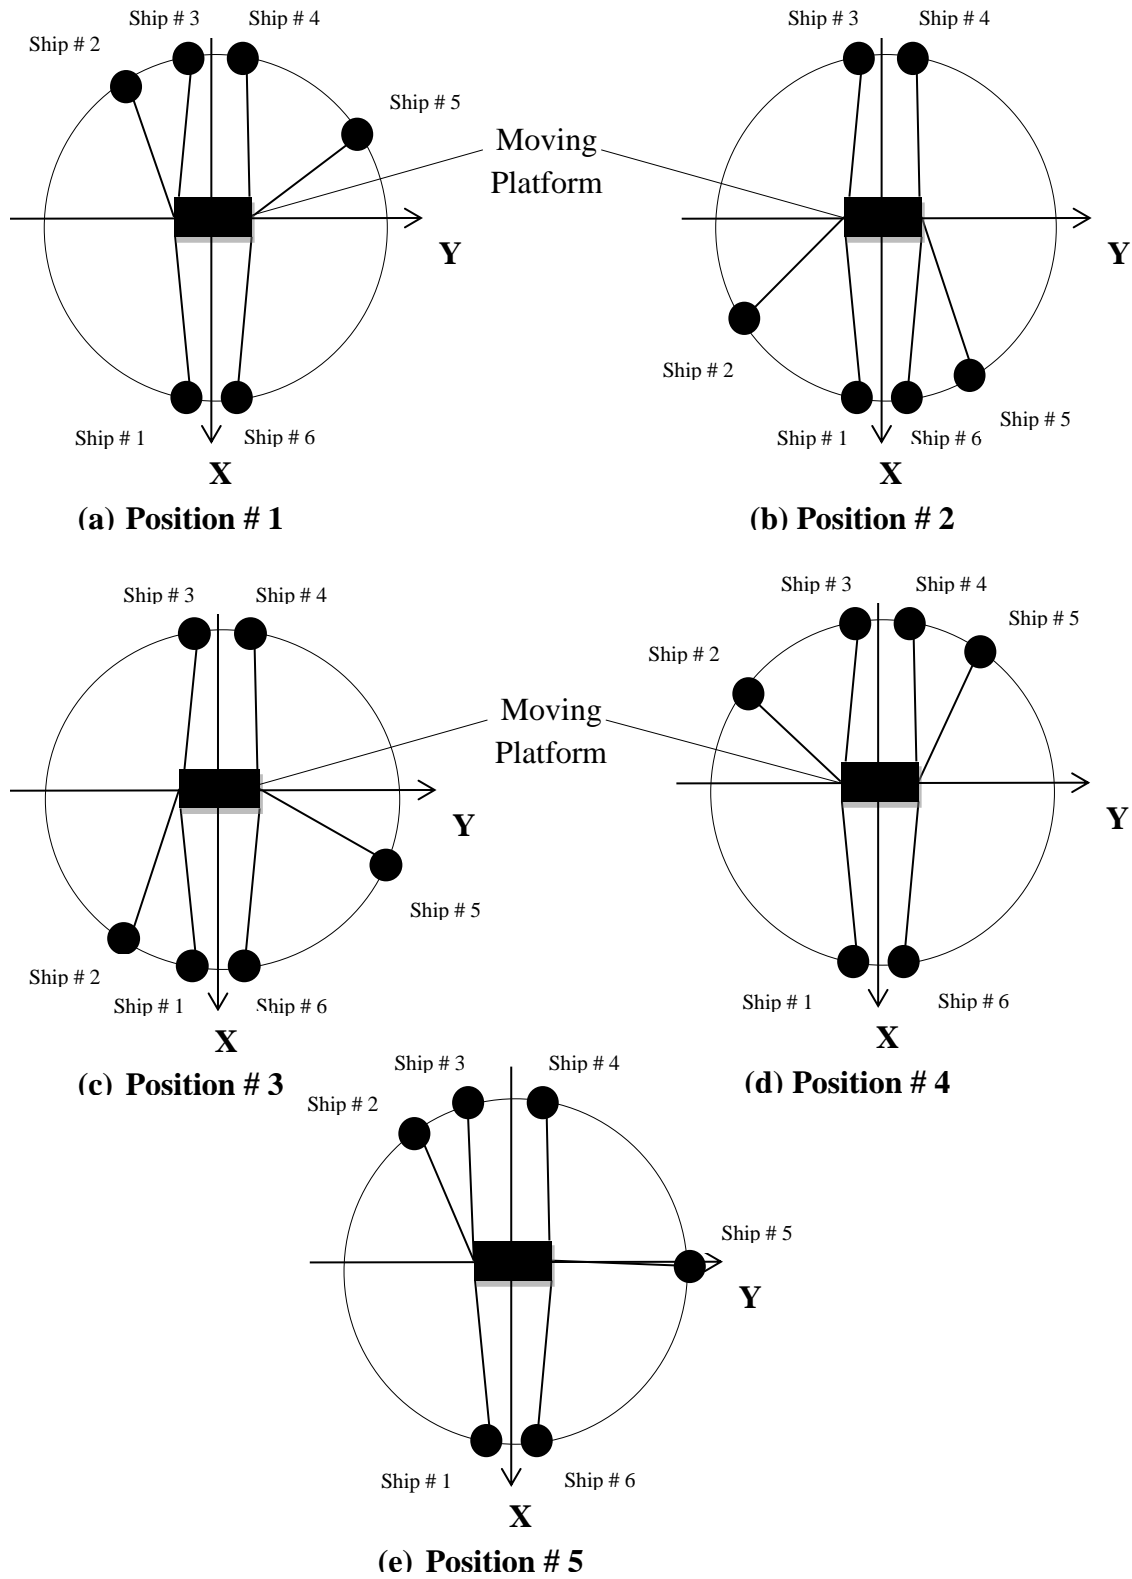 Ship # 3
Ship # 4
Ship # 2
Ship # 5
Moving
Platform
Y
Ship # 1
Ship # 6
X
(a) Position # 1
Ship # 3
Ship # 4
Y
Ship # 2
Ship # 5
Ship # 1
Ship # 6
X
(b) Position # 2
Ship # 3
Ship # 4
Moving
Platform
Y
Ship # 5
Ship # 2
Ship # 1
Ship # 6
X
(c) Position # 3
Ship # 3
Ship # 4
Ship # 5
Ship # 2
Y
Ship # 1
Ship # 6
X
(d) Position # 4
Ship # 3
Ship # 4
Ship # 2
Ship # 5
Y
Ship # 1
Ship # 6
X
(e) Position # 5